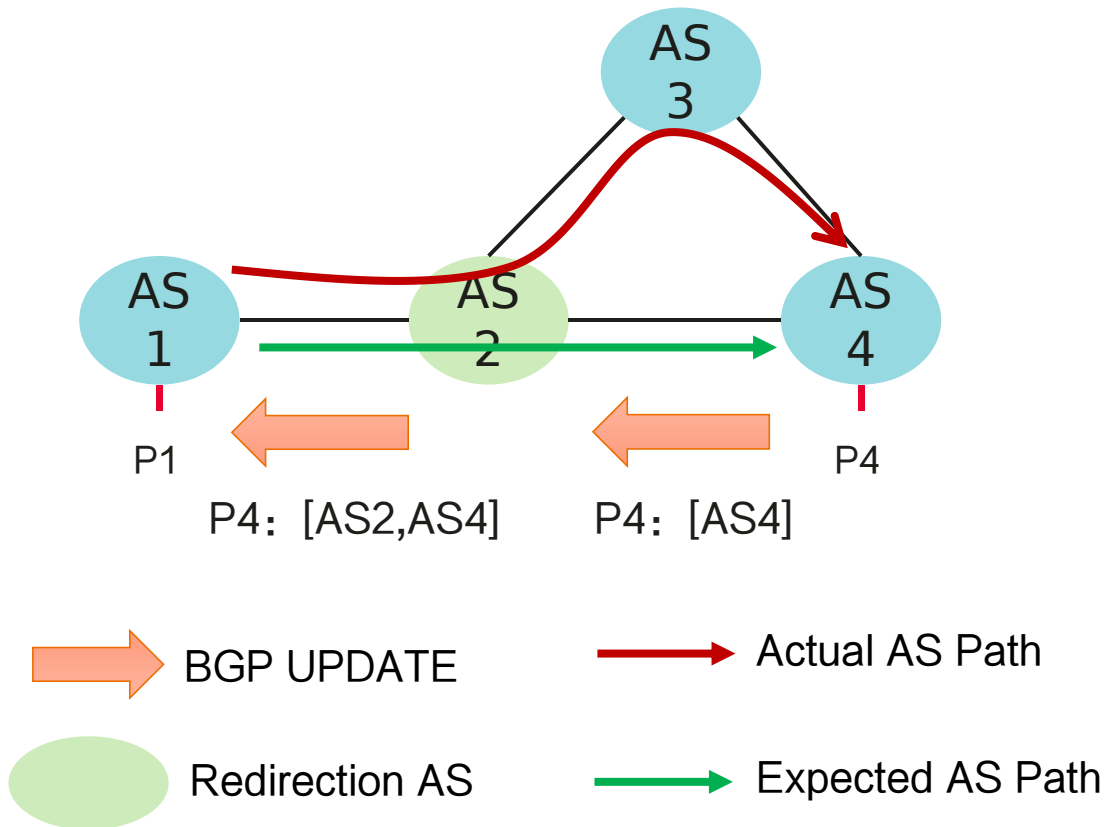 AS
3
AS
1
AS
2
AS
4
P1
P4
P4：[AS2,AS4]
P4：[AS4]
BGP UPDATE
Actual AS Path
Redirection AS
Expected AS Path